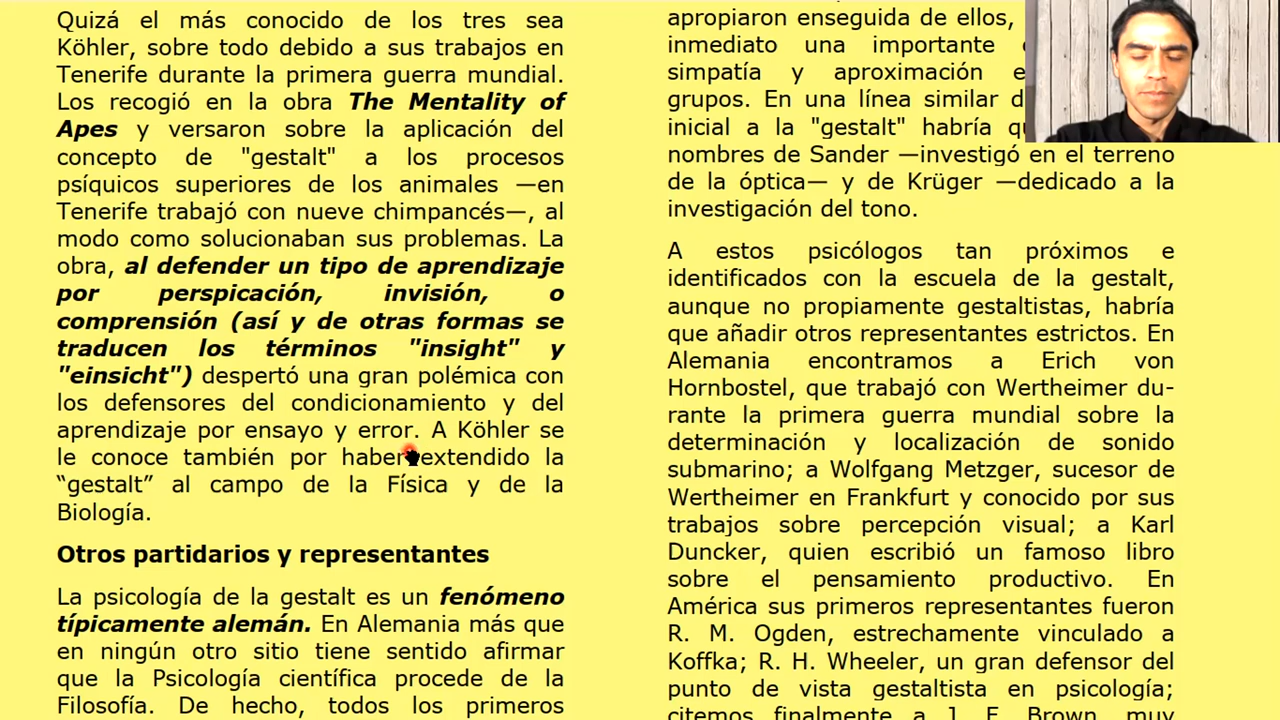 Quizá el más conocido de los tres sea
Köhler, sobre todo debido a sus trabajos en
Tenerife durante la primera guerra mundial.
Los recogió en la obra The Mentality of
Apes y versaron sobre la aplicación del
concepto de "gestalt" a los procesos
psíquicos superiores de los animales —en
Tenerife trabajó con nueve chimpancés—, al
modo como solucionaban sus problemas. La
obra, al defender un tipo de aprendizaje
por perspicación, invisión, o
comprensión (así y de otras formas se
traducen los términos "insight" y
"einsicht") despertó una gran polémica con
los defensores del condicionamiento y del
aprendizaje por ensayo y error. A Köhler se
le conoce también por haber extendido la
“gestalt” al campo de la Física y de la
Biología.
Otros partidarios y representantes
La psicología de la gestalt es un fenómeno
típicamente alemán. En Alemania más que
en ningún otro sitio tiene sentido afirmar
que la Psicología científica procede de la
Filosofía. De hecho, todos los primeros
apropiaron enseguida de ellos,
inmediato una importante
simpatía y aproximación
grupos. En una línea similar
inicial a la "gestalt" habría
nombres de Sander —investigó en el terreno
de la óptica— y de Krüger —dedicado a la
investigación del tono.
A estos psicólogos tan próximos e
identificados con la escuela de la gestalt,
aunque no propiamente gestaltistas, habría
que añadir otros representantes estrictos. En
Alemania encontramos a Erich von
Hornbostel, que trabajó con Wertheimer du-
rante la primera guerra mundial sobre la
determinación y localización de sonido
submarino; a Wolfgang Metzger, sucesor de
Wertheimer en Frankfurt y conocido por sus
trabajos sobre percepción visual; a Karl
Duncker, quien escribió un famoso libro
sobre el pensamiento productivo. En
América sus primeros representantes fueron
R. M. Ogden, estrechamente vinculado a
Koffka; R. H. Wheeler, un gran defensor del
punto de vista gestaltista en psicología;
citemos finalmente a J. F. Brown, muy